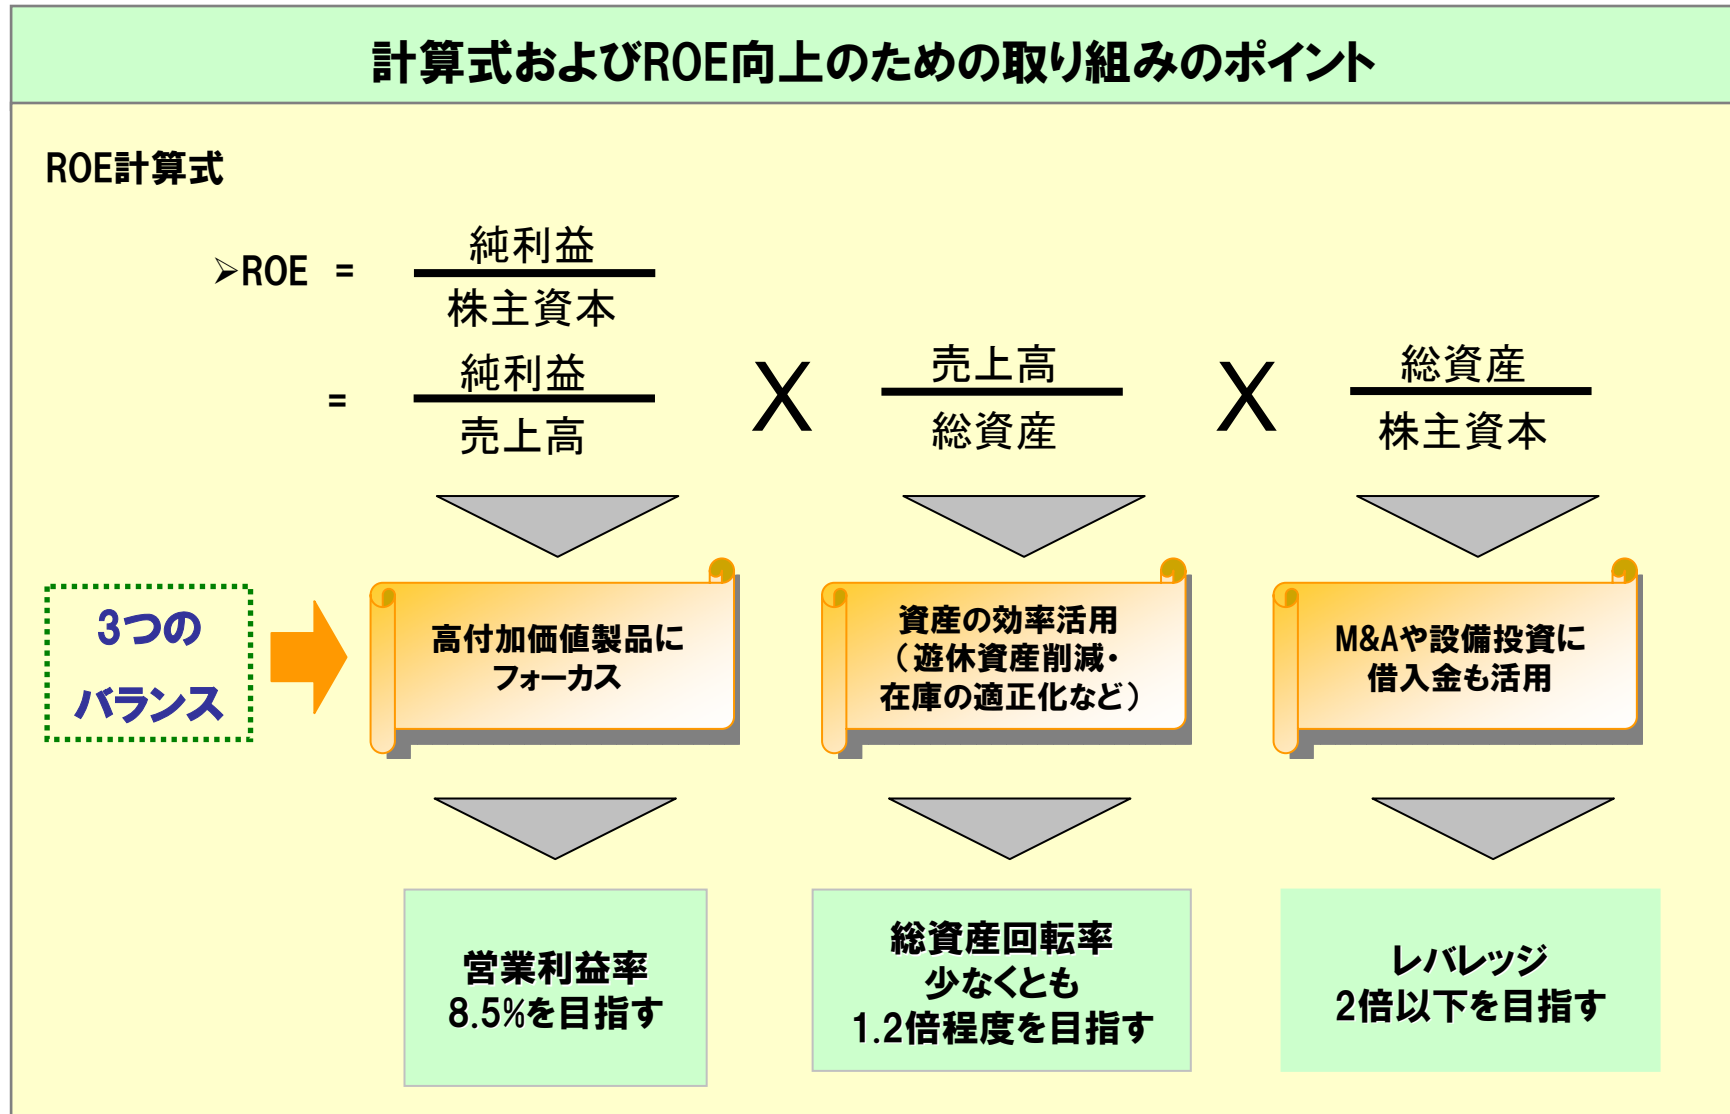 計算式およびROE向上のための取り組みのポイント
ROE計算式
➢ROE =
純利益
株主資本
=
純利益
売上高
X
売上高
総資産
X
総資産
株主資本
3つの
バランス
高付加価値製品に
フォーカス
資産の効率活用
（遊休資産削減・
在庫の適正化など）
M&Aや設備投資に
借入金も活用
営業利益率
8.5%を目指す
総資産回転率
少なくとも
1.2倍程度を目指す
レバレッジ
2倍以下を目指す